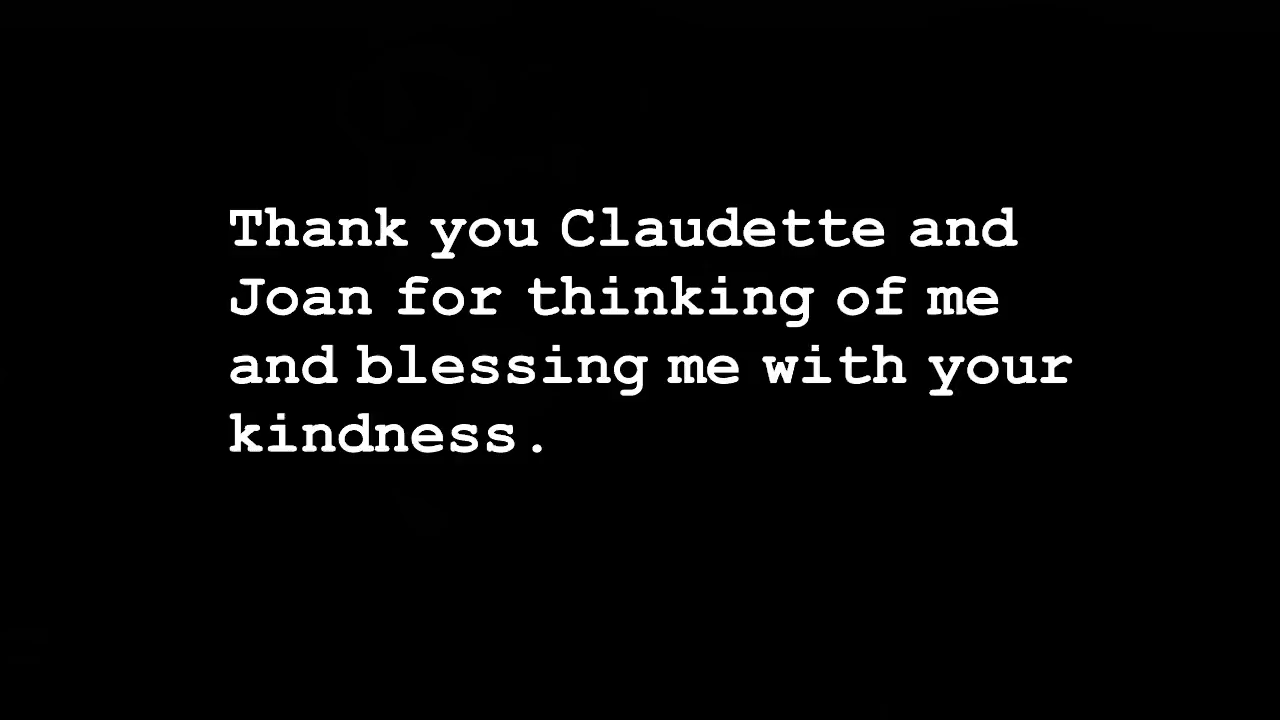 Thank you Claudette and
Joan for thinking of me
and blessing me with your
kindness.